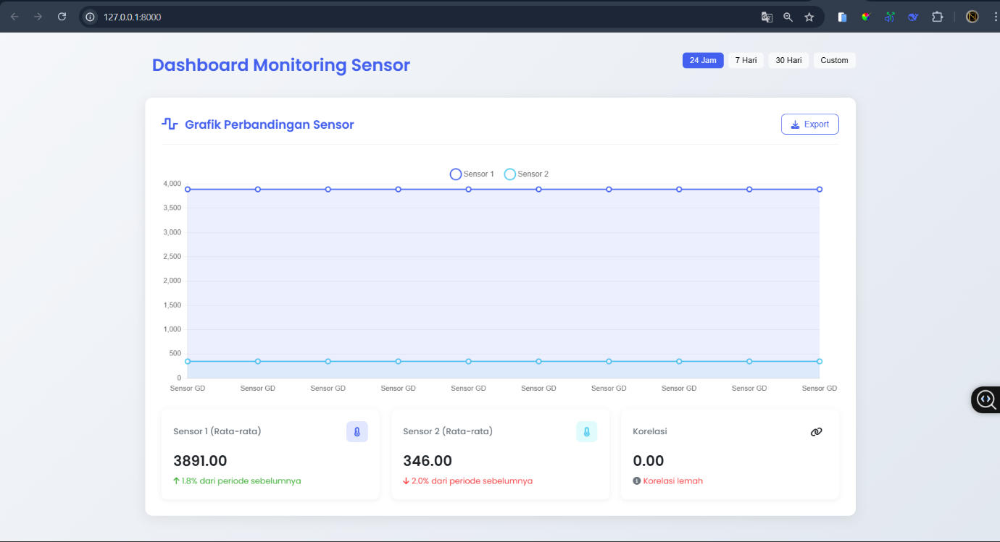 127.0.0.1:8000
Dashboard Monitoring Sensor
24 Jam 7 Hari 30 Hari Custom
Grafik Perbandingan Sensor
Export
Sensor 1 Sensor 2
4,000
3,500
3,000
2,500
2,000
1,500
1,000
500
0
Sensor GD Sensor GD Sensor GD Sensor GD Sensor GD Sensor GD Sensor GD Sensor GD Sensor GD Sensor GD
Sensor 1 (Rata-rata)
3891.00
↑ 1.8% dari periode sebelumnya
Sensor 2 (Rata-rata)
346.00
↓ 2.0% dari periode sebelumnya
Korelasi
0.00
Korelasi lemah